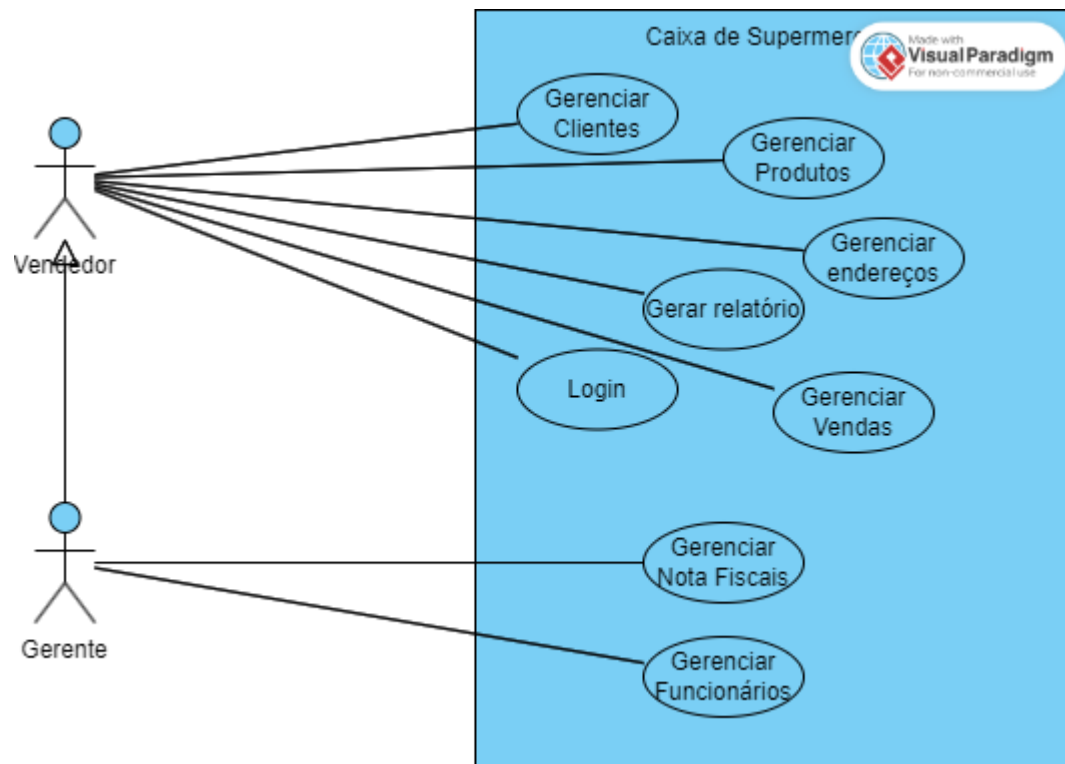 Caixa de
Made with
Visual Paradigm
For non-commercial use
Gerenciar
Clientes
Gerenciar
Produtos
Vendedor
Gerenciar
endereços
Gerar relatório
Login
Gerenciar
Vendas
Gerenciar
Nota Fiscais
Gerente
Gerenciar
Funcionários